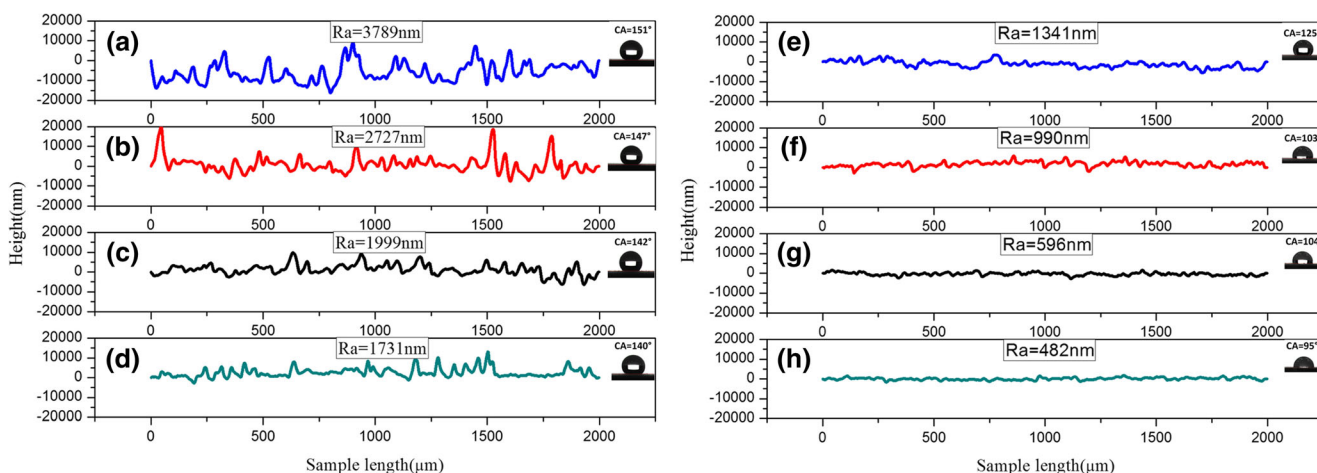 (a)
Ra=3789nm
CA=151°
20000
10000
0
-10000
-20000
0 500 1000 1500 2000
(b)
Ra=2727nm
CA=147°
20000
10000
0
-10000
-20000
0 500 1000 1500 2000
(c)
Ra=1999nm
CA=142°
20000
10000
0
-10000
-20000
0 500 1000 1500 2000
(d)
Ra=1731nm
CA=140°
20000
10000
0
-10000
-20000
0 500 1000 1500 2000
Height(nm)
Sample length(μm)
(e)
Ra=1341nm
CA=125
20000
10000
0
-10000
-20000
0 500 1000 1500 2000
(f)
Ra=990nm
CA=103
20000
10000
0
-10000
-20000
0 500 1000 1500 2000
(g)
Ra=596nm
CA=104
20000
10000
0
-10000
-20000
0 500 1000 1500 2000
(h)
Ra=482nm
CA=95°
20000
10000
0
-10000
-20000
0 500 1000 1500 2000
Height(nm)
Sample length(μm)